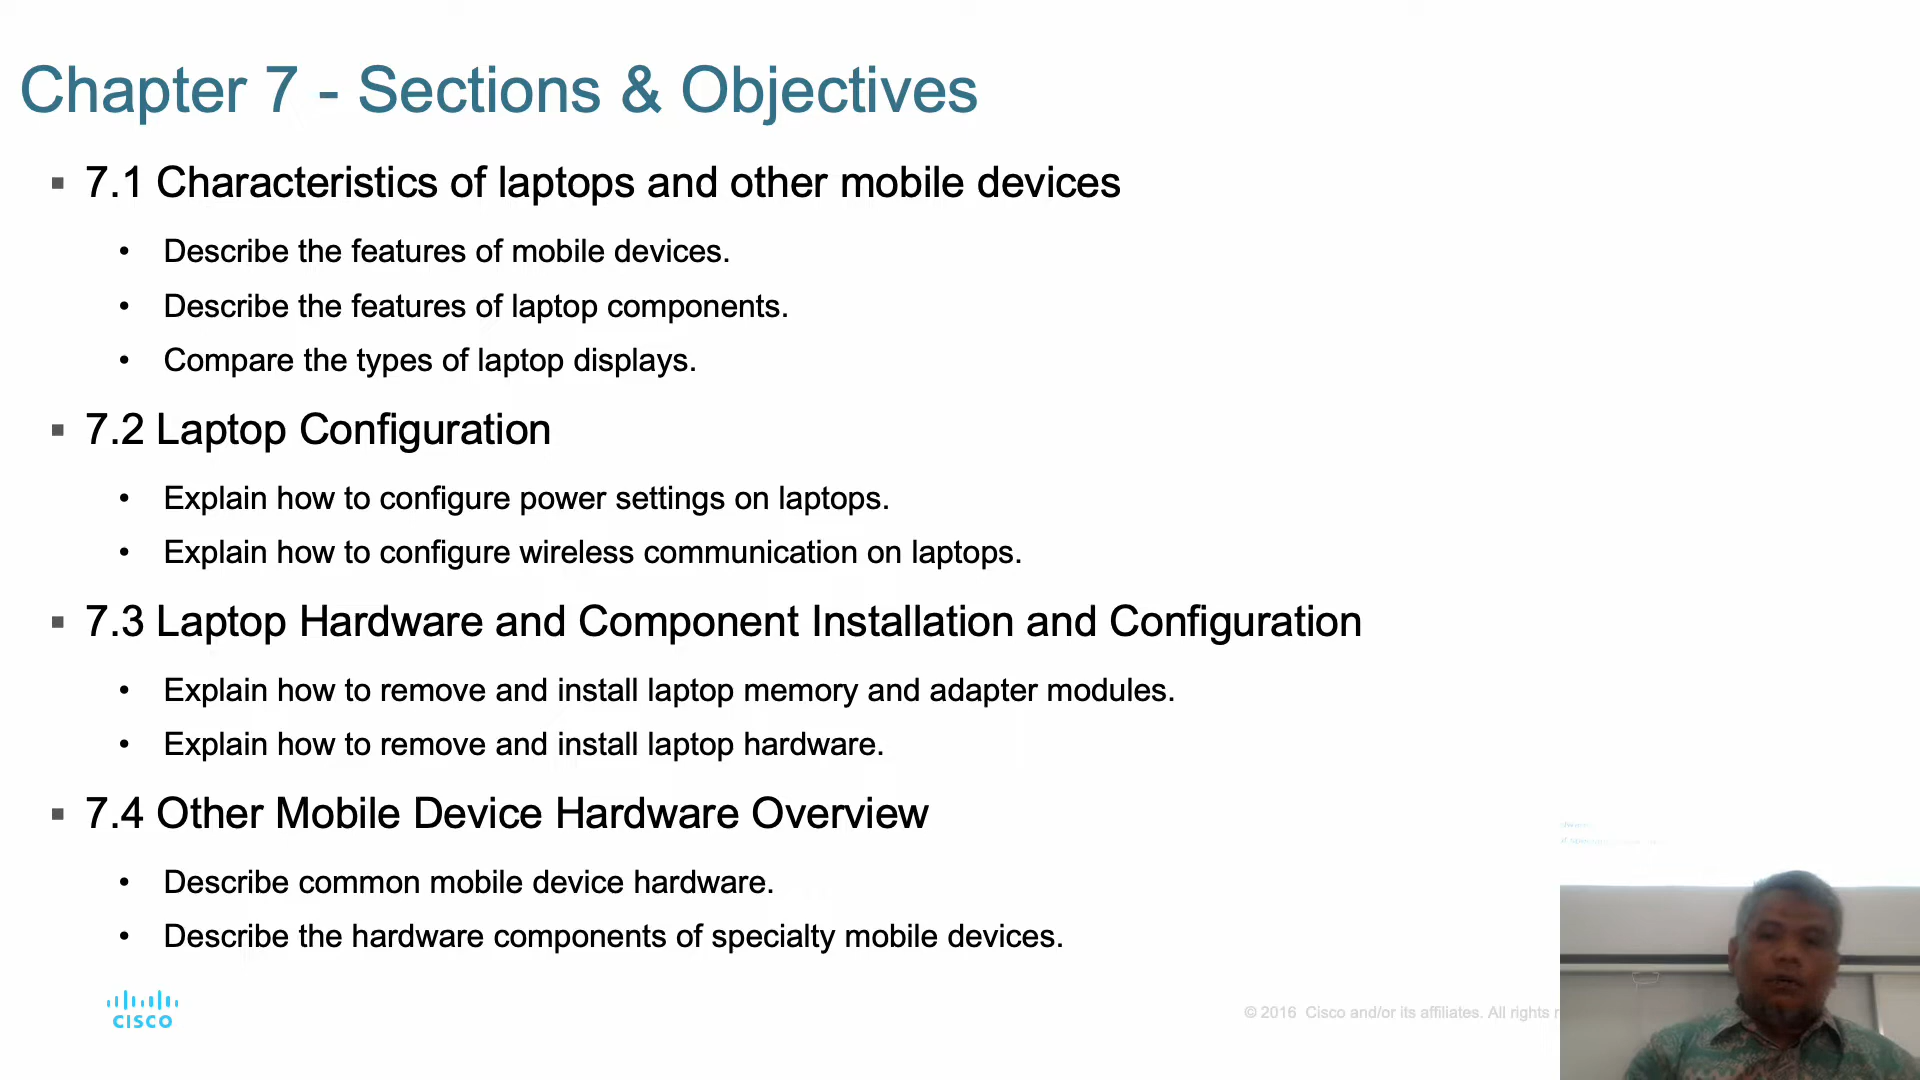 Chapter 7 - Sections & Objectives
▪ 7.1 Characteristics of laptops and other mobile devices
• Describe the features of mobile devices.
• Describe the features of laptop components.
• Compare the types of laptop displays.
▪ 7.2 Laptop Configuration
• Explain how to configure power settings on laptops.
• Explain how to configure wireless communication on laptops.
▪ 7.3 Laptop Hardware and Component Installation and Configuration
• Explain how to remove and install laptop memory and adapter modules.
• Explain how to remove and install laptop hardware.
▪ 7.4 Other Mobile Device Hardware Overview
• Describe common mobile device hardware.
• Describe the hardware components of specialty mobile devices.
CISCO
© 2016 Cisco and/or its affiliates. All rights